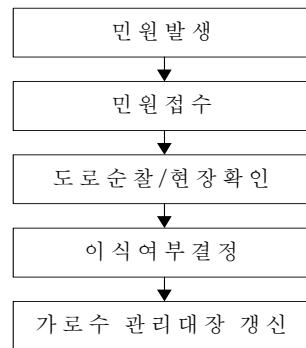 민원발생
민원접수
도로순찰/현장확인
이식여부결정
가로수 관리대장 갱신